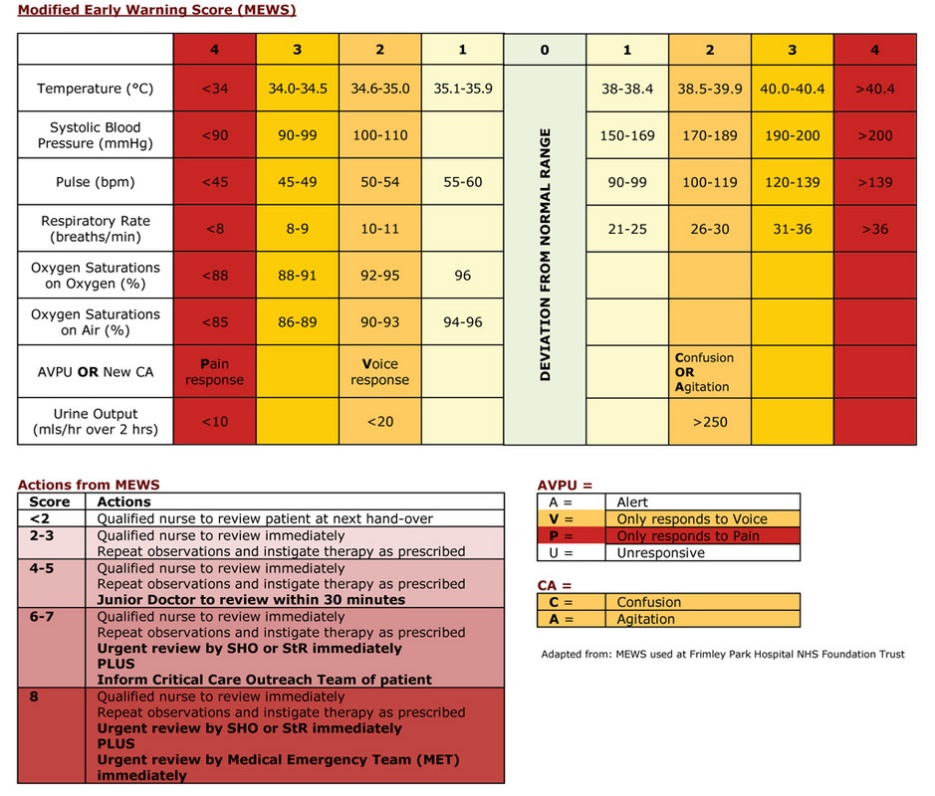 Modified Early Warning Score (MEWS)
4 3 2 1 0 1 2 3 4
Temperature (°C) <34 34.0-34.5 34.6-35.0 35.1-35.9 38-38.4 38.5-39.9 40.0-40.4 >40.4
Systolic Blood
Pressure (mmHg) <90 90-99 100-110 150-169 170-189 190-200 >200
Pulse (bpm) <45 45-49 50-54 55-60 90-99 100-119 120-139 >139
Respiratory Rate
(breaths/min) <8 8-9 10-11 21-25 26-30 31-36 >36
Oxygen Saturations
on Oxygen (%) <88 88-91 92-95 96
Oxygen Saturations
on Air (%) <85 86-89 90-93 94-96
AVPU OR New CA
Pain
response
Voice
response
Confusion
OR
Agitation
Urine Output
(mls/hr over 2 hrs) <10 <20 >250
DEVIATION FROM NORMAL RANGE
Actions from MEWS
Score Actions
<2 Qualified nurse to review patient at next hand-over
2-3 Qualified nurse to review immediately
Repeat observations and instigate therapy as prescribed
4-5 Qualified nurse to review immediately
Repeat observations and instigate therapy as prescribed
Junior Doctor to review within 30 minutes
6-7 Qualified nurse to review immediately
Repeat observations and instigate therapy as prescribed
Urgent review by SHO or StR immediately
PLUS
Inform Critical Care Outreach Team of patient
8 Qualified nurse to review immediately
Repeat observations and instigate therapy as prescribed
Urgent review by SHO or StR immediately
PLUS
Urgent review by Medical Emergency Team (MET)
immediately
AVPU =
A = Alert
V = Only responds to Voice
P = Only responds to Pain
U = Unresponsive
CA =
C = Confusion
A = Agitation
Adapted from: MEWS used at Frimley Park Hospital NHS Foundation Trust